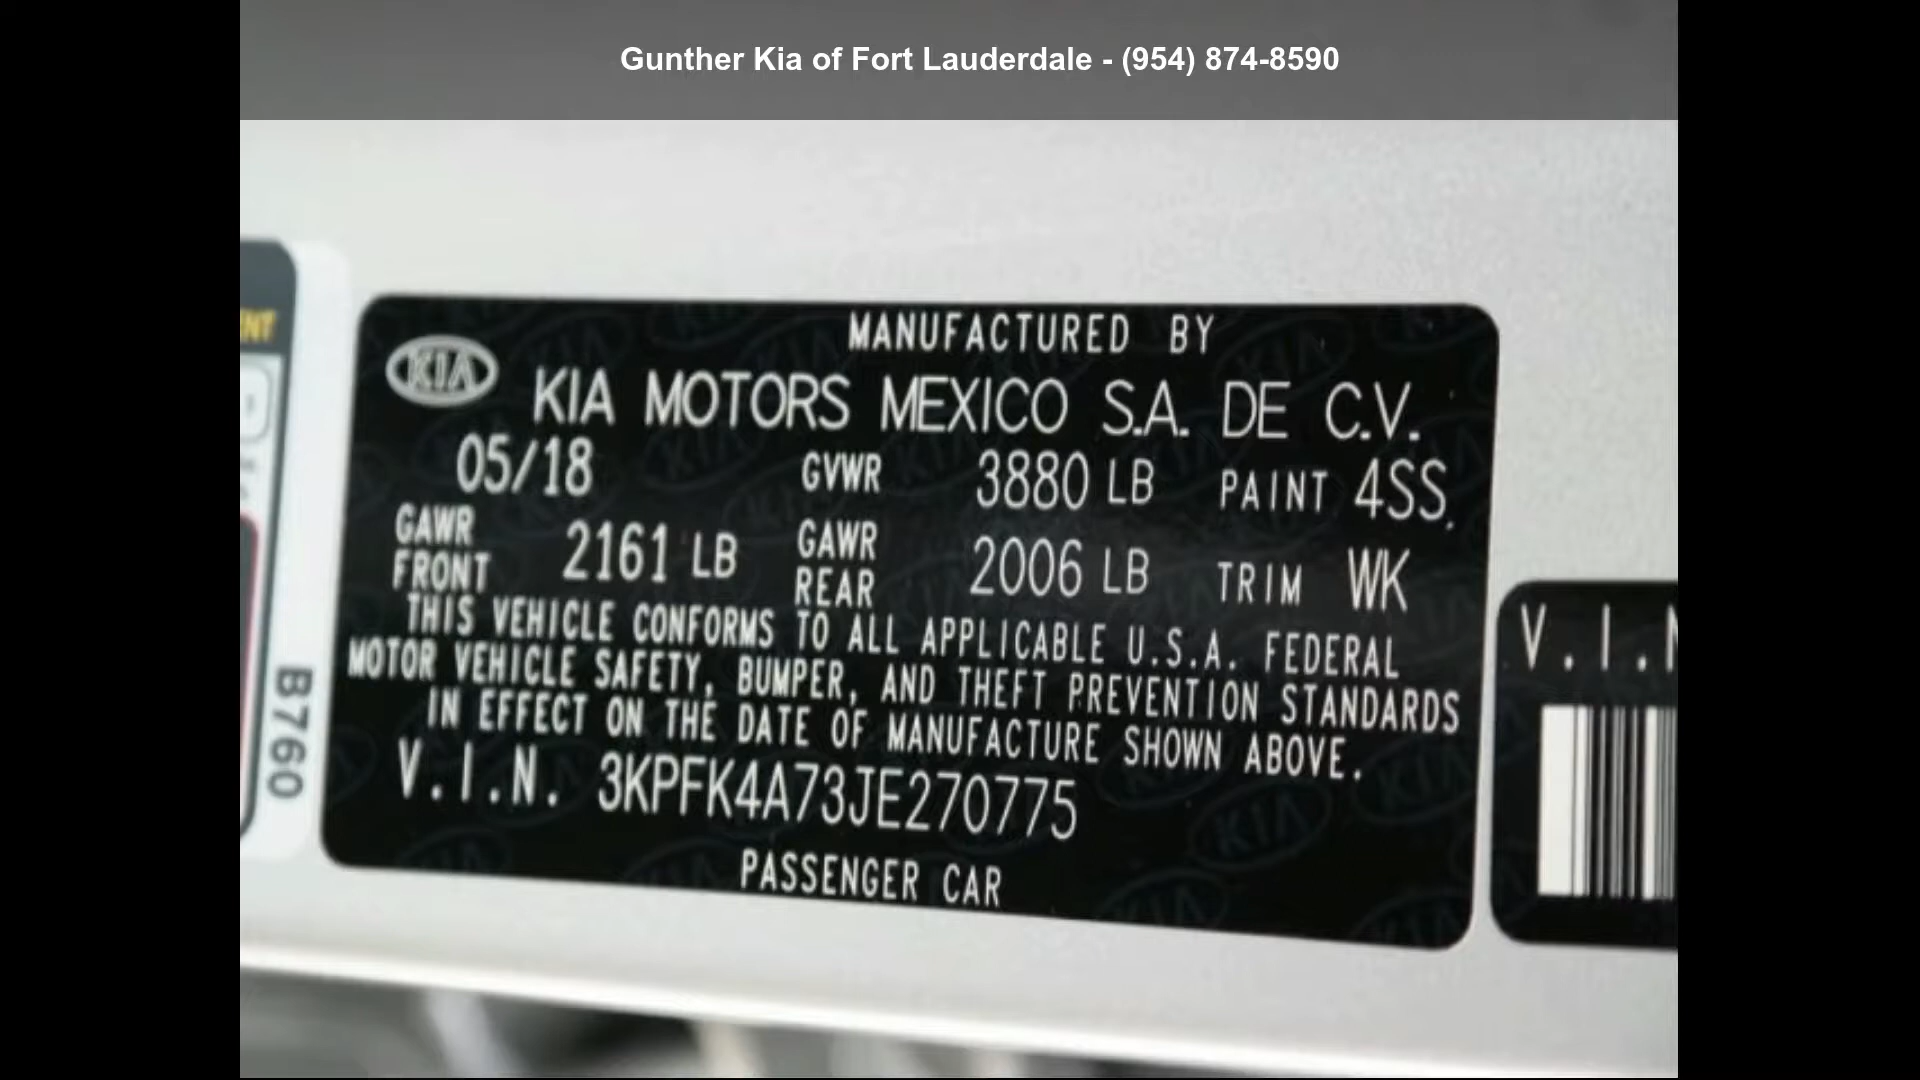 Gunther Kia of Fort Lauderdale - (954) 874-8590
MANUFACTURED BY
KIA KIA MOTORS MEXICO S.A. DE C.V.
05/18 GVWR 3880 LB PAINT 4SS
GAWR FRONT 2161 LB GAWR REAR 2006 LB TRIM WK
THIS VEHICLE CONFORMS TO ALL APPLICABLE U.S.A. FEDERAL
MOTOR VEHICLE SAFETY, BUMPER, AND THEFT PREVENTION STANDARDS
IN EFFECT ON THE DATE OF MANUFACTURE SHOWN ABOVE.
V.I.N. 3KPFK4A73JE270775
PASSENGER CAR
B760
V.I.N